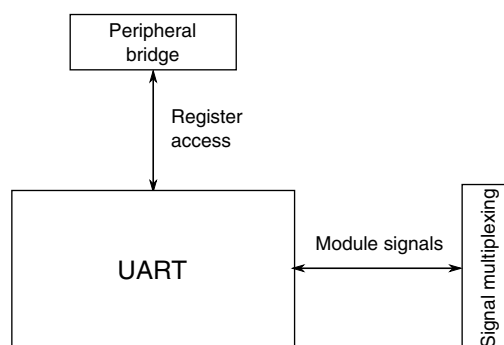 Peripheral
bridge
Register
access
UART
Module signals
Signal multiplexing